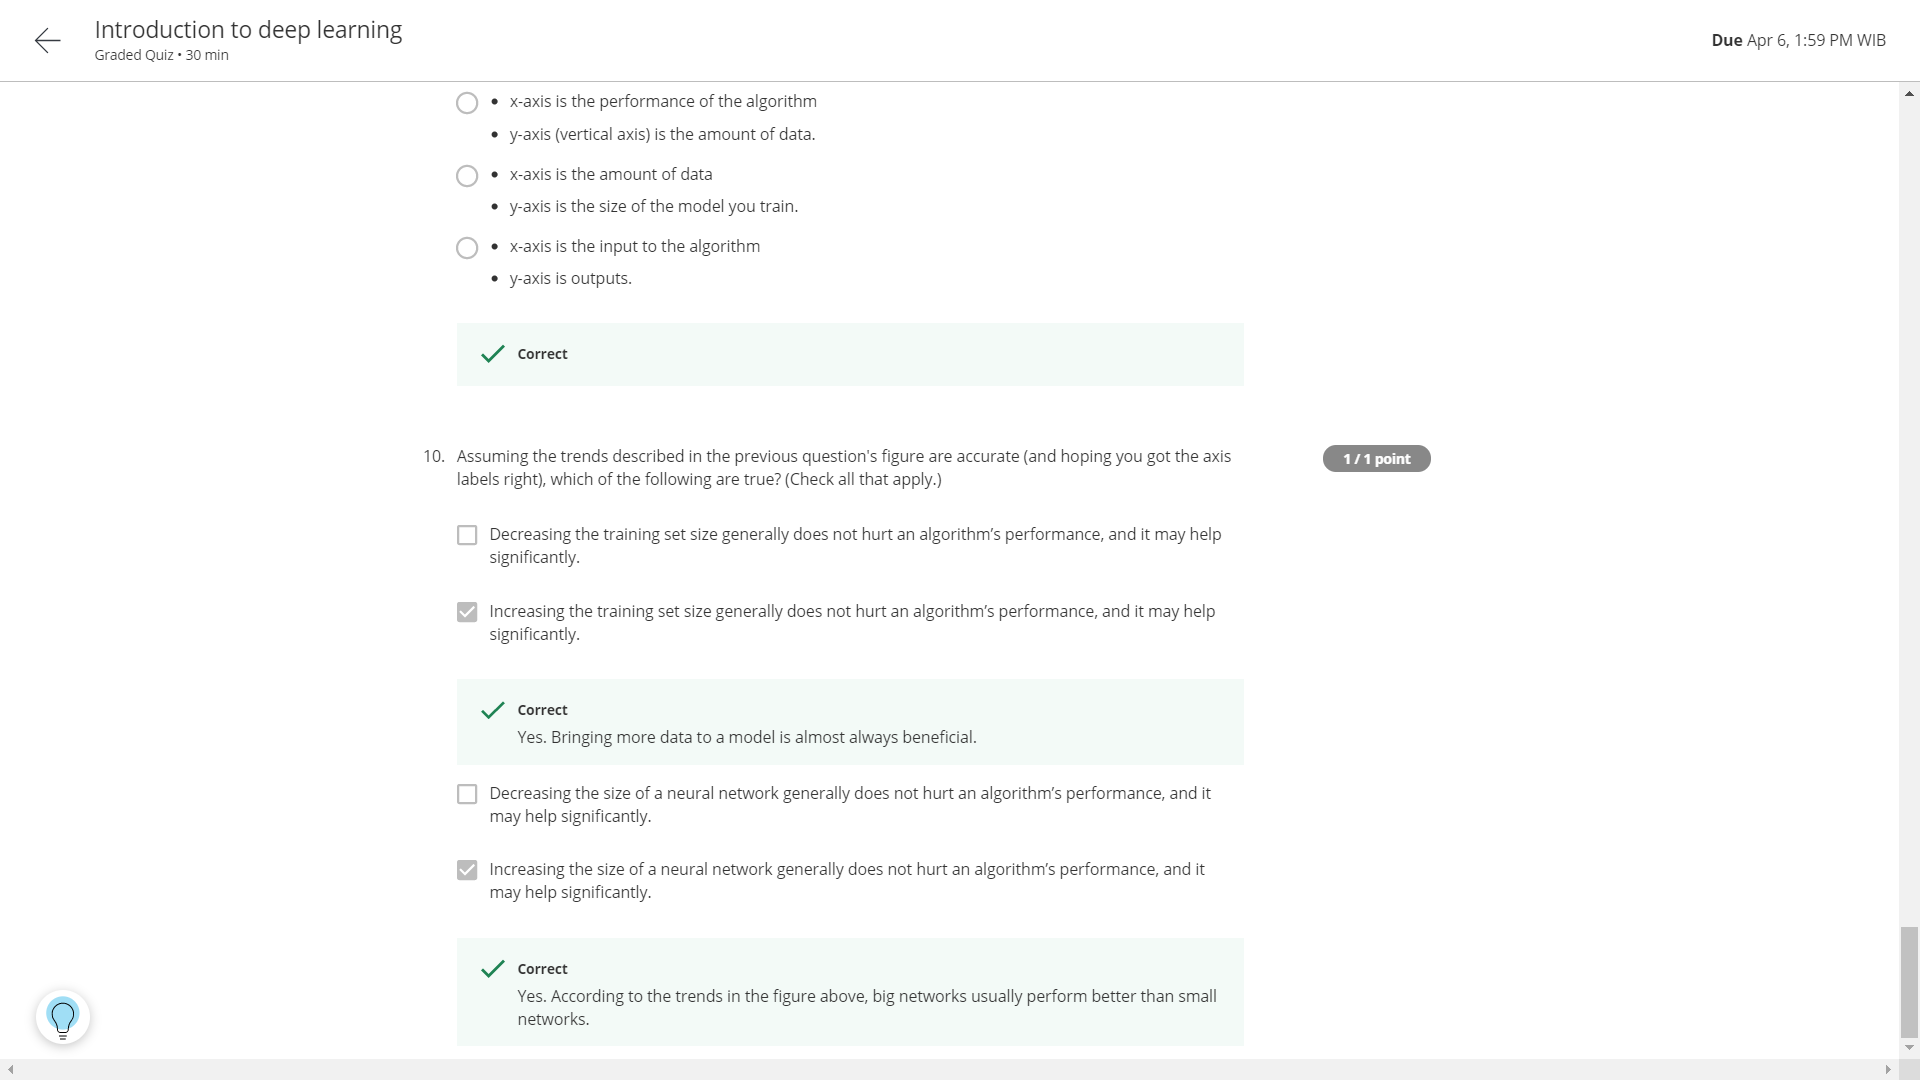 Introduction to deep learning
Graded Quiz • 30 min
Due Apr 6, 1:59 PM WIB
• x-axis is the performance of the algorithm
• y-axis (vertical axis) is the amount of data.
• x-axis is the amount of data
• y-axis is the size of the model you train.
• x-axis is the input to the algorithm
• y-axis is outputs.
Correct
10. Assuming the trends described in the previous question's figure are accurate (and hoping you got the axis
labels right), which of the following are true? (Check all that apply.)
1 / 1 point
Decreasing the training set size generally does not hurt an algorithm’s performance, and it may help
significantly.
Increasing the training set size generally does not hurt an algorithm’s performance, and it may help
significantly.
Correct
Yes. Bringing more data to a model is almost always beneficial.
Decreasing the size of a neural network generally does not hurt an algorithm’s performance, and it
may help significantly.
Increasing the size of a neural network generally does not hurt an algorithm’s performance, and it
may help significantly.
Correct
Yes. According to the trends in the figure above, big networks usually perform better than small
networks.